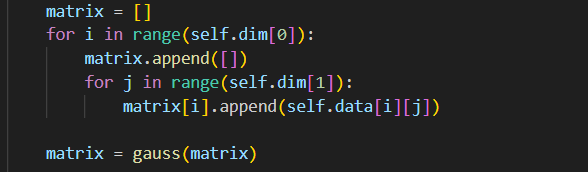 matrix = []
for i in range(self.dim[0]):
    matrix.append([])
    for j in range(self.dim[1]):
        matrix[i].append(self.data[i][j])

matrix = gauss(matrix)